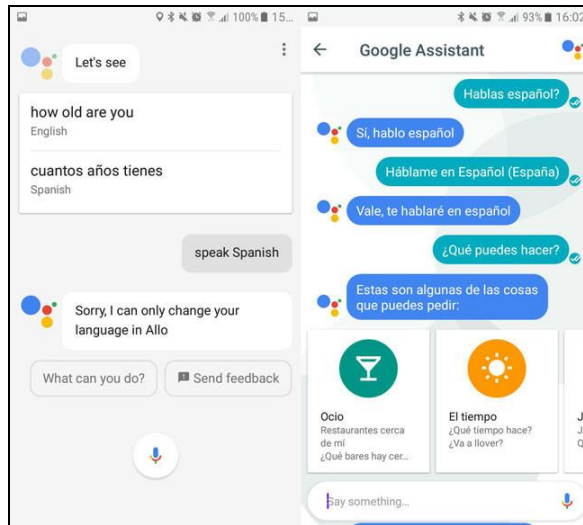 100% 15...
Let's see
how old are you
English
cuantos años tienes
Spanish
speak Spanish
Sorry, I can only change your
language in Allo
What can you do?
Send feedback
93% 16:02
Google Assistant
Hablas español?
Sí, hablo español
Háblame en Español (España)
Vale, te hablaré en español
¿Qué puedes hacer?
Estas son algunas de las cosas
que puedes pedir:
Ocio
Restaurantes cerca
de mí
¿Qué bares hay cer...
El tiempo
¿Qué tiempo hace?
¿Va a llover?
J
J
Q
Say something...